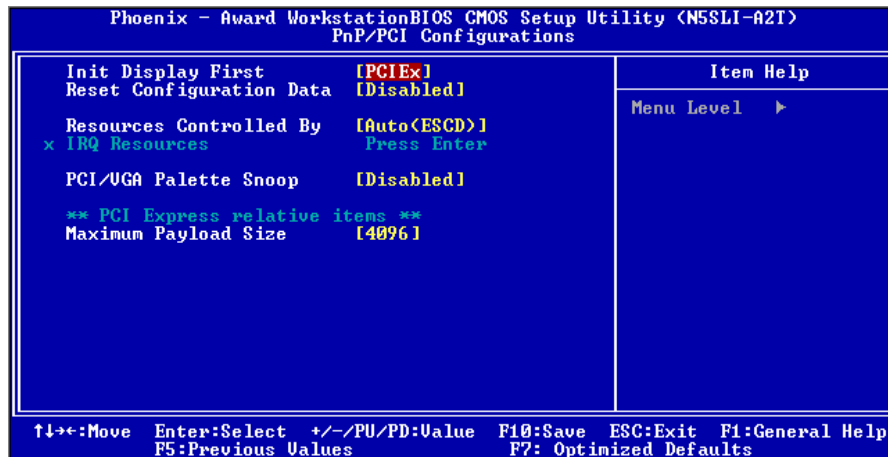 Phoenix - Award WorkstationBIOS CMOS Setup Utility (N5SLI-A2T)
PnP/PCI Configurations
Init Display First [PCIEx]
Reset Configuration Data [Disabled]
Resources Controlled By [Auto(ESCD)]
x IRQ Resources Press Enter
PCI/VGA Palette Snoop [Disabled]
** PCI Express relative items **
Maximum Payload Size [4096]
Item Help
Menu Level ▶
↑↓→←:Move Enter:Select +/-/PU/PD:Value F10:Save ESC:Exit F1:General Help
F5:Previous Values F7: Optimized Defaults